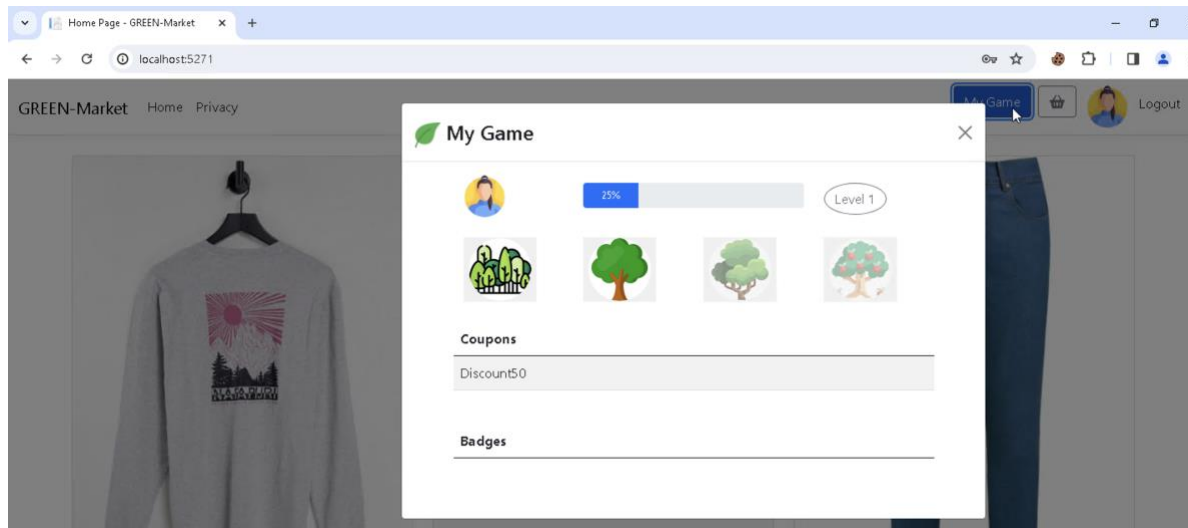 Home Page - GREEN-Market
localhost:5271
GREEN-Market Home Privacy My Game Logout
My Game
25%
Level 1
Coupons
Discount50
Badges